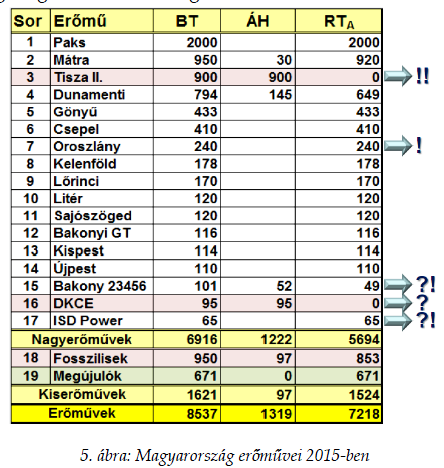 Sor Erőmű BT ÁH RTA
1 Paks 2000 2000
2 Mátra 950 30 920
3 Tisza II. 900 900 0 !!
4 Dunamenti 794 145 649
5 Gönyű 433 433
6 Csepel 410 410
7 Oroszlány 240 240 !
8 Kelenföld 178 178
9 Lőrinci 170 170
10 Litér 120 120
11 Sajószöged 120 120
12 Bakonyi GT 116 116
13 Kispest 114 114
14 Újpest 110 110
15 Bakony 23456 101 52 49 ?!
16 DKCE 95 95 0 ?
17 ISD Power 65 65 ?!
Nagyerőművek 6916 1222 5694
18 Fosszilisek 950 97 853
19 Megújulók 671 0 671
Kiserőművek 1621 97 1524
Erőművek 8537 1319 7218
5. ábra: Magyarország erőművei 2015-ben